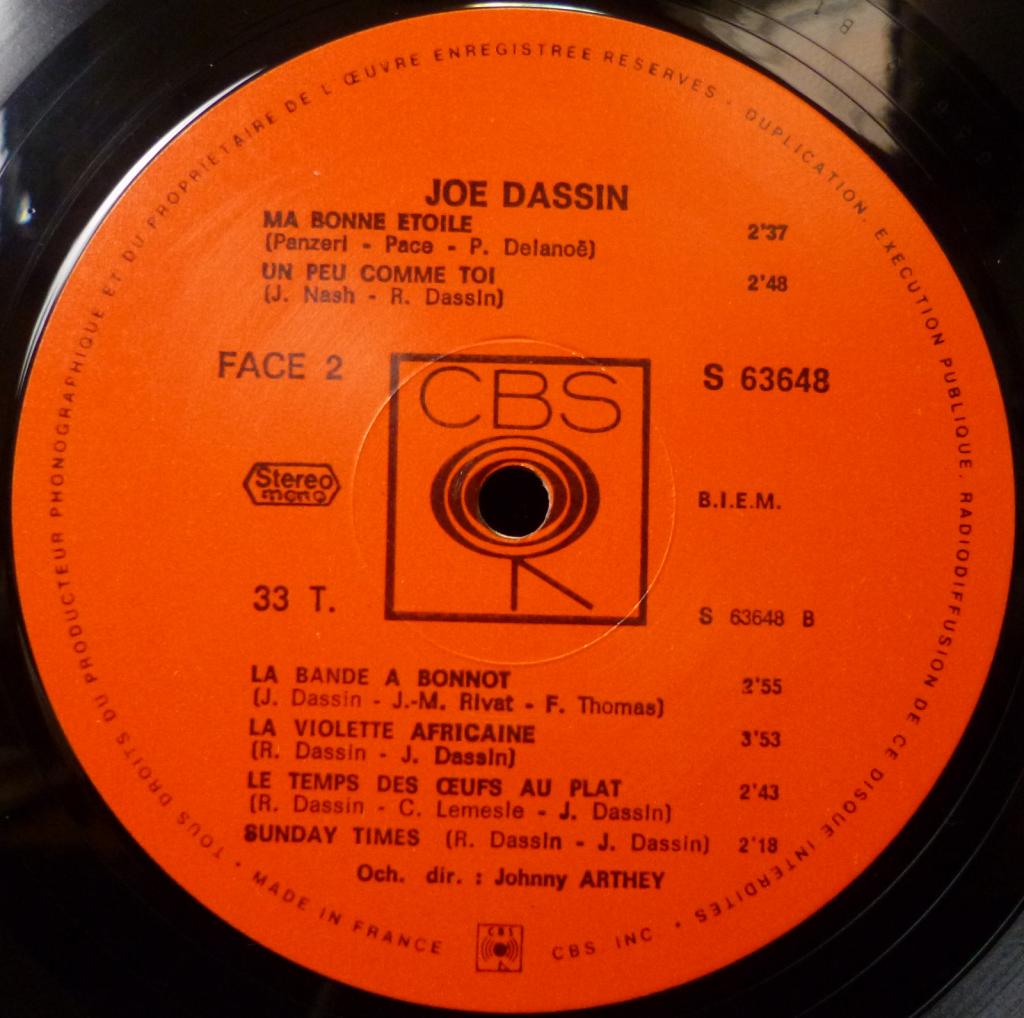 JOE DASSIN
MA BONNE ETOILE 2'37
(Panzeri - Pace - P. Delanoë)
UN PEU COMME TOI 2'48
(J. Nash - R. Dassin)
FACE 2
CBS
S 63648
Stereo
mono
B.I.E.M.
33 T.
S 63648 B
LA BANDE A BONNOT 2'55
(J. Dassin - J.-M. Rivat - F. Thomas)
LA VIOLETTE AFRICAINE 3'53
(R. Dassin - J. Dassin)
LE TEMPS DES ŒUFS AU PLAT 2'43
(R. Dassin - C. Lemesle - J. Dassin)
SUNDAY TIMES (R. Dassin - J. Dassin) 2'18
Och. dir. : Johnny ARTHEY
• TOUS DROITS DU PRODUCTEUR PHONOGRAPHIQUE ET DU PROPRIETAIRE DE L'ŒUVRE ENREGISTREE RESERVES • DUPLICATION, EXECUTION PUBLIQUE, RADIODIFFUSION DE CE DISQUE INTERDITES •
MADE IN FRANCE
CBS
CBS. INC